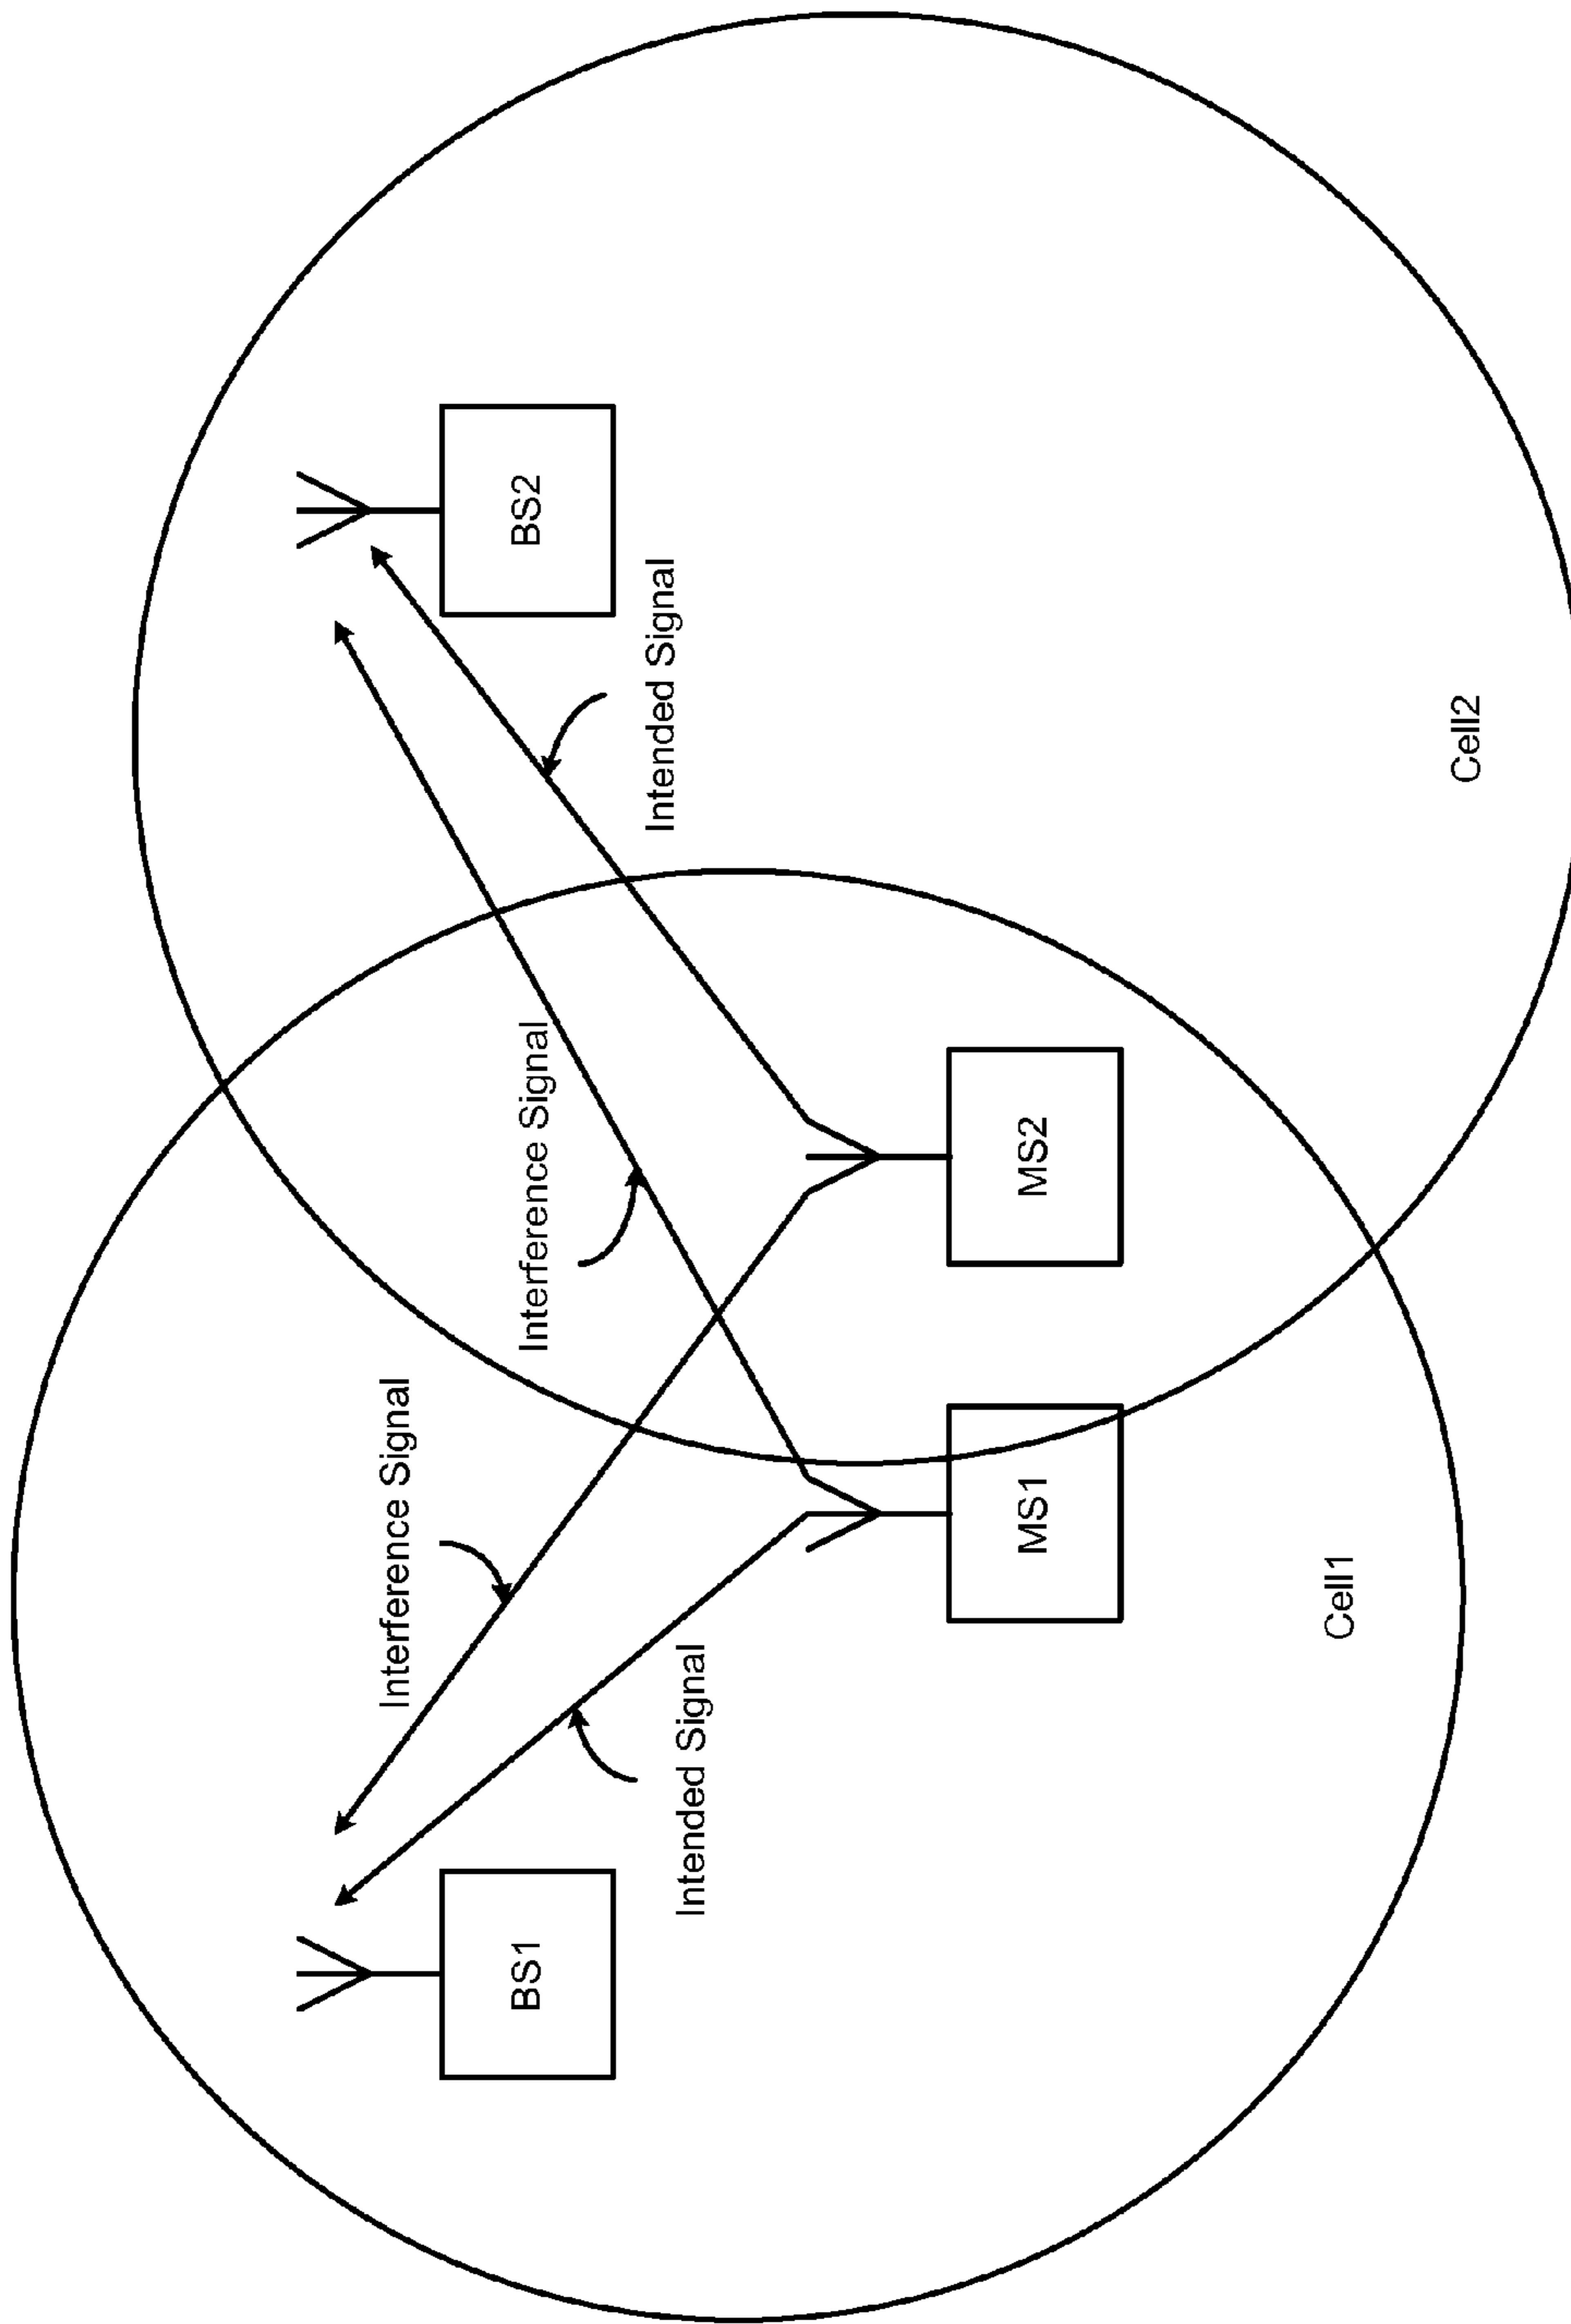 Interference Signal
Interference Signal
BS1
BS2
Intended Signal
Intended Signal
MS1
MS2
Cell1
Cell2